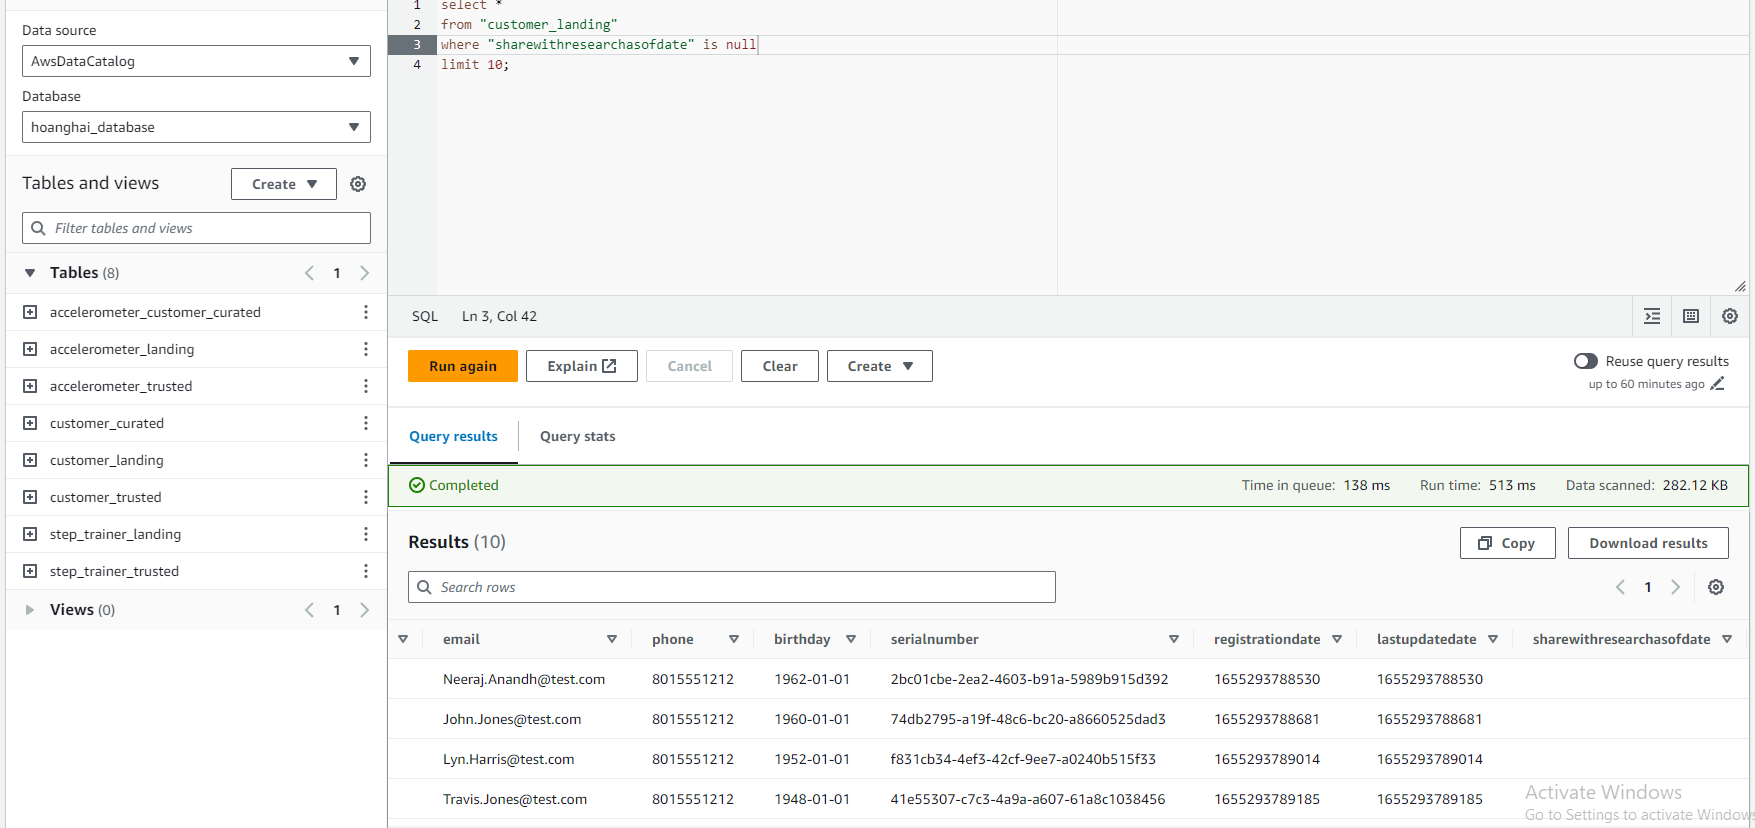 Data source
AwsDataCatalog
Database
hoanghai_database
Tables and views
Create
Filter tables and views
Tables (8)
1
accelerometer_customer_curated
accelerometer_landing
accelerometer_trusted
customer_curated
customer_landing
customer_trusted
step_trainer_landing
step_trainer_trusted
Views (0)
1
1 select *
2 from "customer_landing"
3 where "sharewithresearchasofdate" is null
4 limit 10;
SQL Ln 3, Col 42
Run again Explain Cancel Clear Create
Reuse query results
up to 60 minutes ago
Query results Query stats
Completed Time in queue: 138 ms Run time: 513 ms Data scanned: 282.12 KB
Results (10) Copy Download results
Search rows 1
email phone birthday serialnumber registrationdate lastupdatedate sharewithresearchasofdate
Neeraj.Anandh@test.com 8015551212 1962-01-01 2bc01cbe-2ea2-4603-b91a-5989b915d392 1655293788530 1655293788530
John.Jones@test.com 8015551212 1960-01-01 74db2795-a19f-48c6-bc20-a8660525dad3 1655293788681 1655293788681
Lyn.Harris@test.com 8015551212 1952-01-01 f831cb34-4ef3-42cf-9ee7-a0240b515f33 1655293789014 1655293789014
Travis.Jones@test.com 8015551212 1948-01-01 41e55307-c7c3-4a9a-a607-61a8c1038456 1655293789185 1655293789185
Activate Windows
Go to Settings to activate Windows